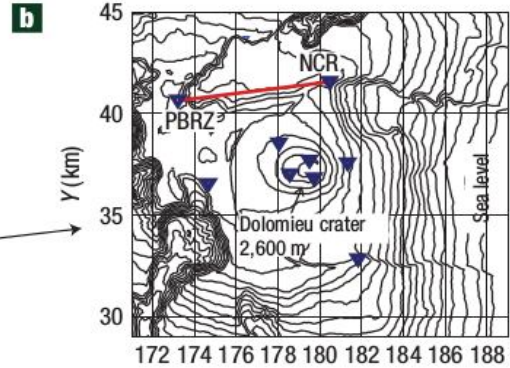 b
45
NCR
40
PBRZ
Y (km)
35
Dolomieu crater
2,600 m
Sea level
30
172 174 176 178 180 182 184 186 188